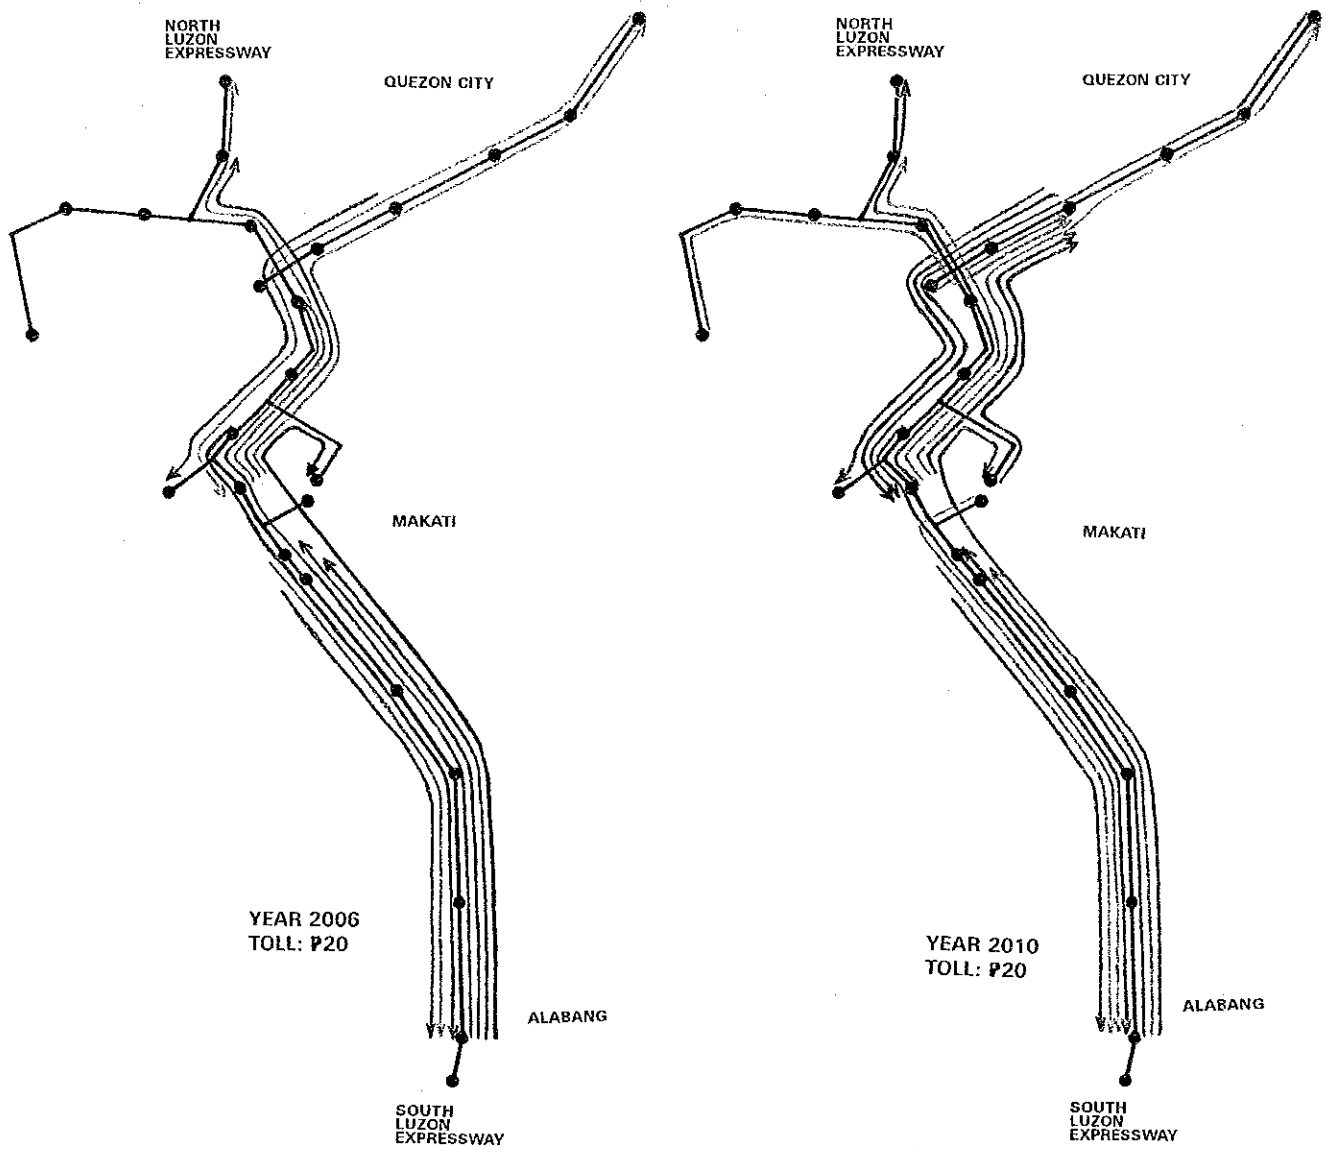 NORTH
LUZON
EXPRESSWAY
QUEZON CITY
MAKATI
YEAR 2006
TOLL: ₱20
ALABANG
SOUTH
LUZON
EXPRESSWAY
NORTH
LUZON
EXPRESSWAY
QUEZON CITY
MAKATI
YEAR 2010
TOLL: ₱20
ALABANG
SOUTH
LUZON
EXPRESSWAY